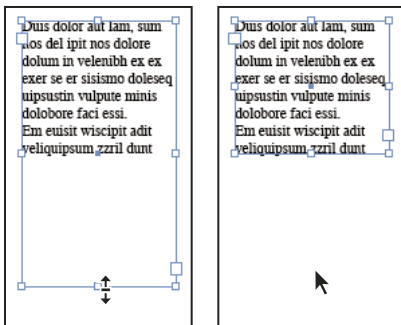 Duis dolor aut lam, sum
nos del ipit nos dolore
dolum in velenibh ex ex
exer se er sisismo doleseq
uipsustin vulpute minis
dolobore faci essi.
Em euisit wiscipit adit
veliquipsum zzril dunt
Duis dolor aut lam, sum
nos del ipit nos dolore
dolum in velenibh ex ex
exer se er sisismo doleseq
uipsustin vulpute minis
dolobore faci essi.
Em euisit wiscipit adit
veliquipsum zzril dunt